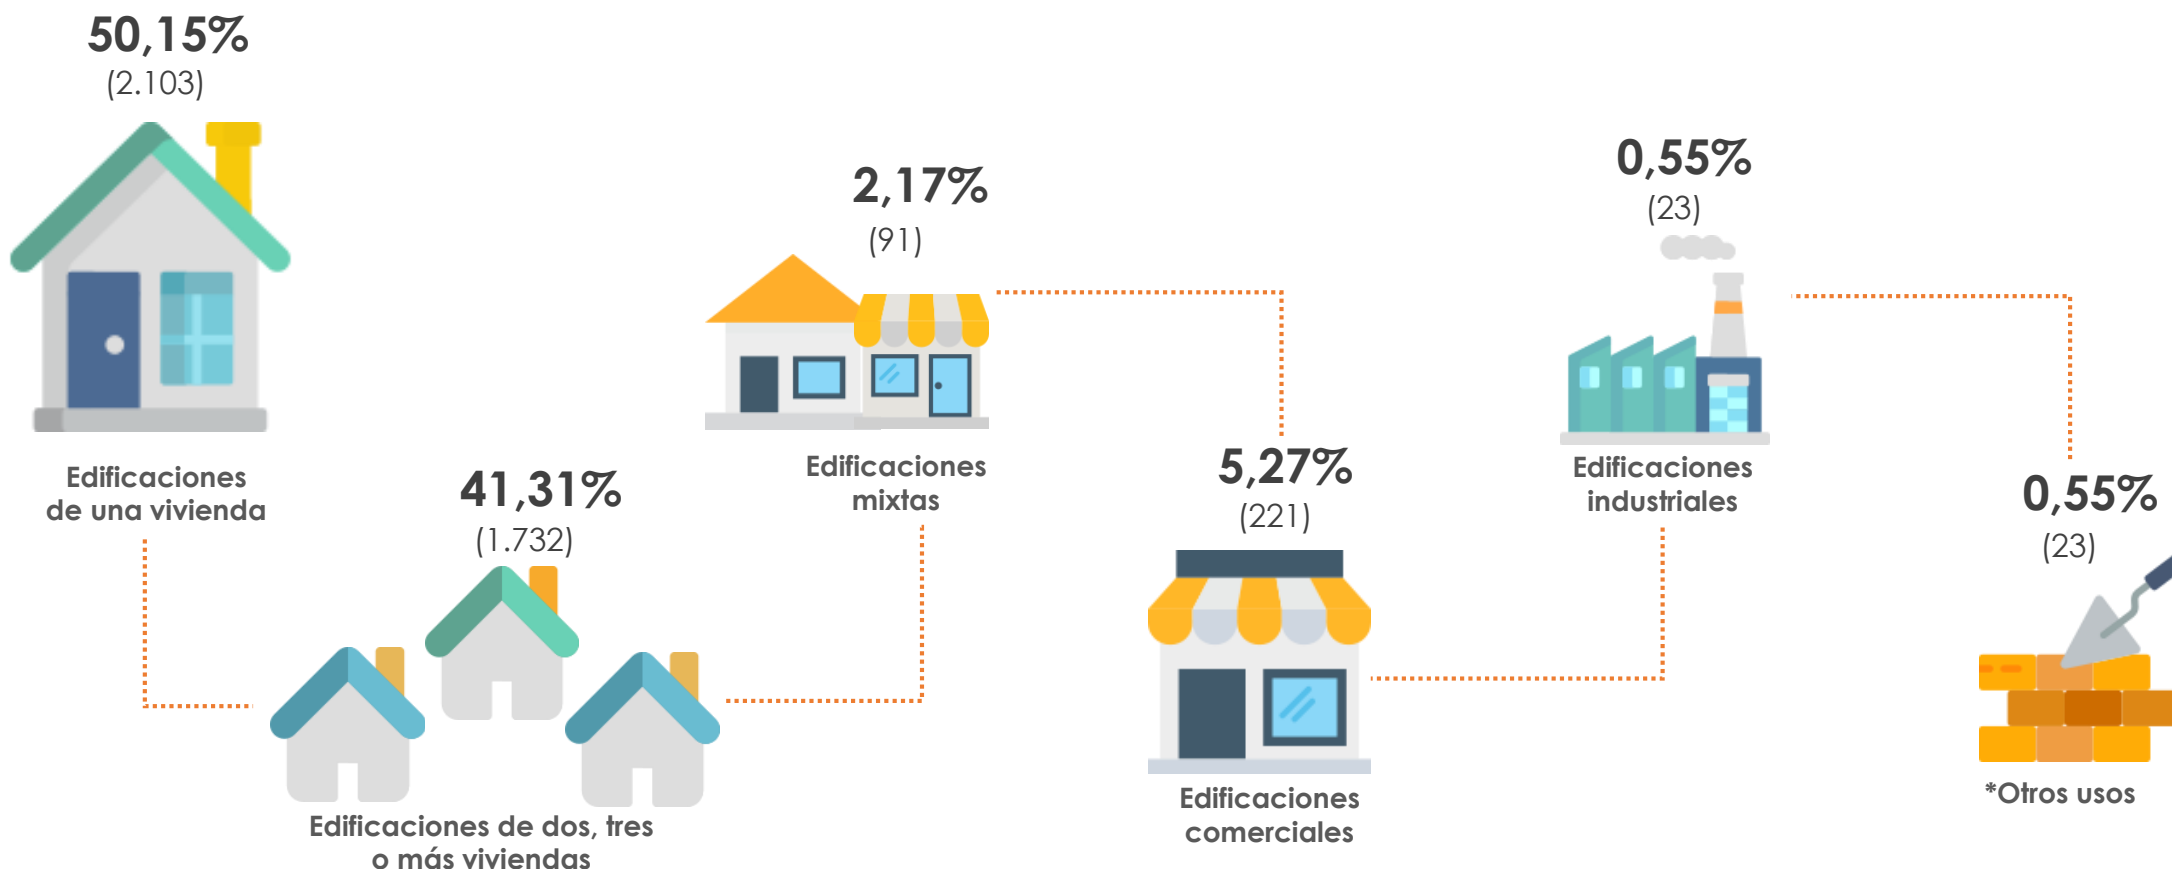 50,15%
(2.103)
Edificaciones
de una vivienda
41,31%
(1.732)
Edificaciones de dos, tres
o más viviendas
2,17%
(91)
Edificaciones
mixtas
5,27%
(221)
Edificaciones
comerciales
0,55%
(23)
Edificaciones
industriales
0,55%
(23)
*Otros usos